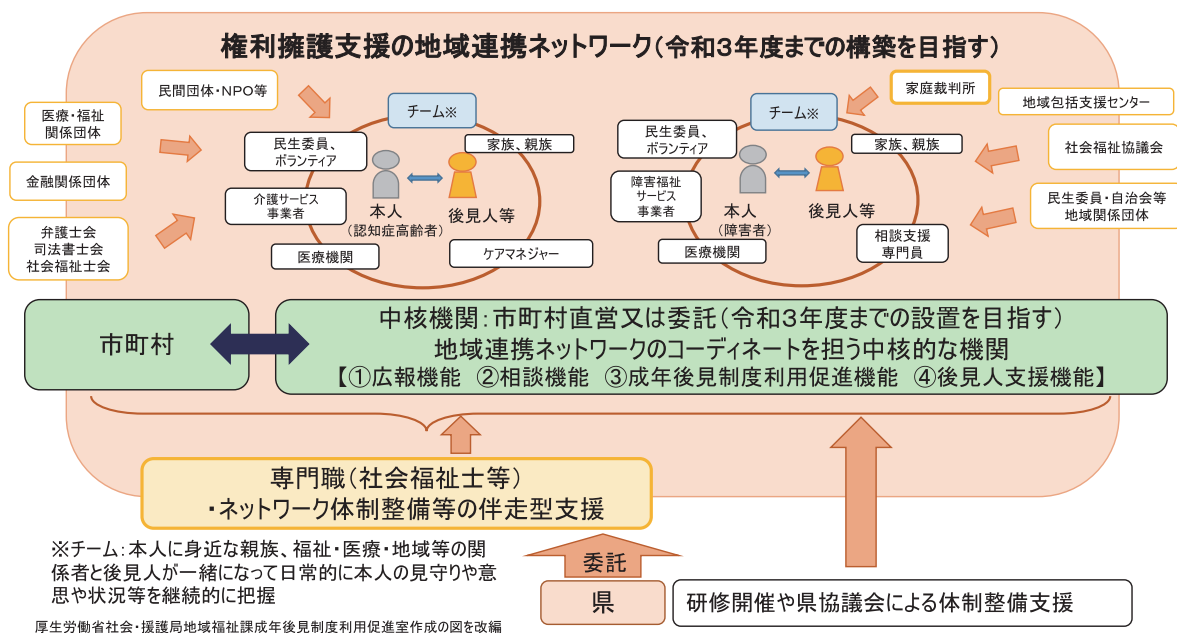 権利擁護支援の地域連携ネットワーク(令和3年度までの構築を目指す)
民間団体・NPO等
医療・福祉
関係団体
金融関係団体
弁護士会
司法書士会
社会福祉士会
チーム※
民生委員、
ボランティア
家族、親族
介護サービス
事業者
本人
(認知症高齢者)
後見人等
医療機関
ケアマネジャー
チーム※
民生委員、
ボランティア
家族、親族
障害福祉
サービス
事業者
本人
(障害者)
後見人等
医療機関
相談支援
専門員
家庭裁判所
地域包括支援センター
社会福祉協議会
民生委員・自治会等
地域関係団体
市町村
中核機関:市町村直営又は委託(令和3年度までの設置を目指す)
地域連携ネットワークのコーディネートを担う中核的な機関
【①広報機能 ②相談機能 ③成年後見制度利用促進機能 ④後見人支援機能】
専門職(社会福祉士等)
・ネットワーク体制整備等の伴走型支援
委託
県
研修開催や県協議会による体制整備支援
※チーム:本人に身近な親族、福祉・医療・地域等の関
係者と後見人が一緒になって日常的に本人の見守りや意
思や状況等を継続的に把握
厚生労働省社会・援護局地域福祉課成年後見制度利用促進室作成の図を改編